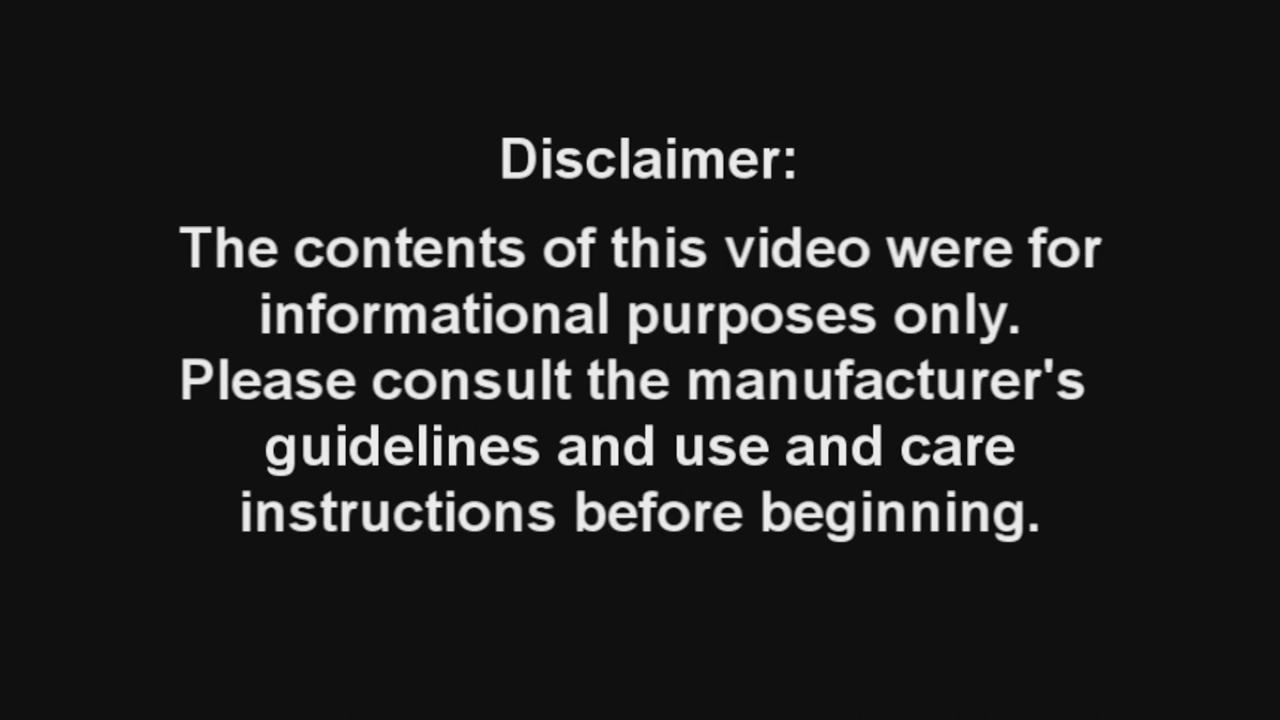 Disclaimer:
The contents of this video were for
informational purposes only.
Please consult the manufacturer's
guidelines and use and care
instructions before beginning.